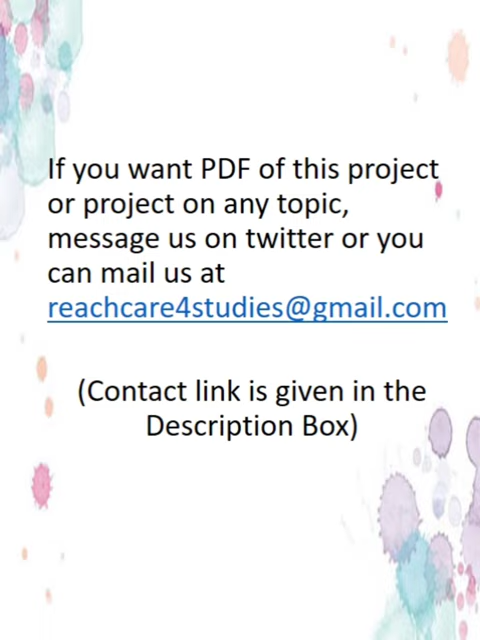 If you want PDF of this project
or project on any topic,
message us on twitter or you
can mail us at
reachcare4studies@gmail.com
(Contact link is given in the
Description Box)